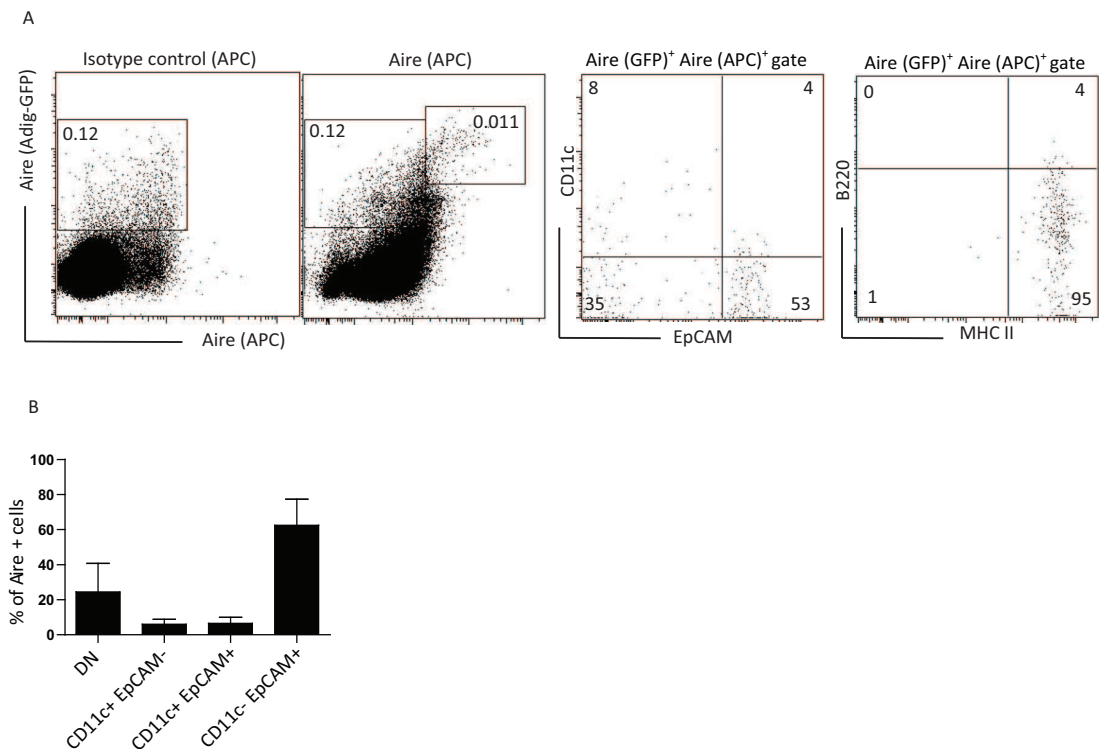 A
Isotype control (APC)
Aire (APC)
Aire (GFP)+ Aire (APC)+ gate
Aire (GFP)+ Aire (APC)+ gate
Aire (Adig-GFP)
0.12
0.12
0.011
CD11c
8
4
35
53
B220
0
4
1
95
Aire (APC)
EpCAM
MHC II
B
% of Aire + cells
100
80
60
40
20
0
DN
CD11c+ EpCAM-
CD11c+ EpCAM+
CD11c- EpCAM+